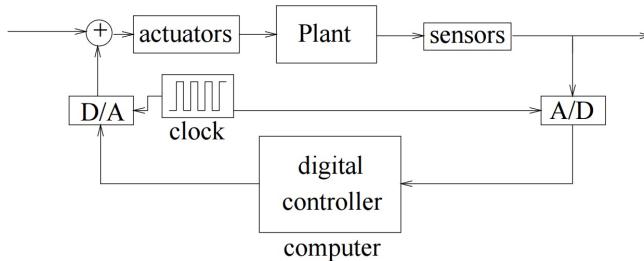 +
actuators
Plant
sensors
D/A
clock
A/D
digital
controller
computer